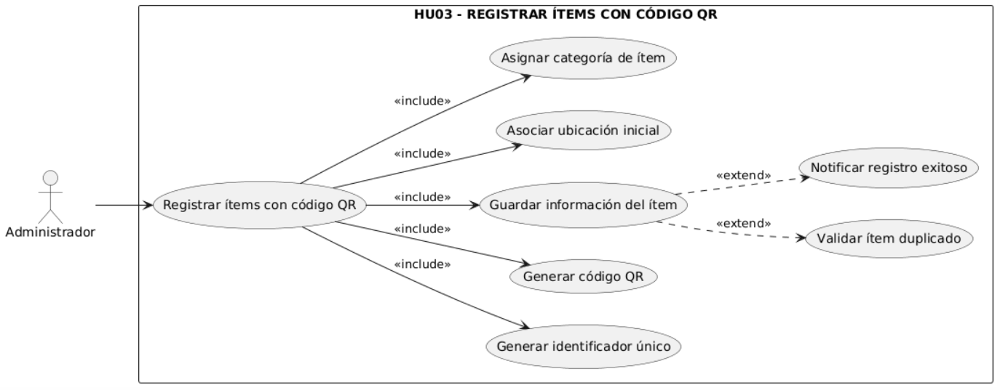 HU03 - REGISTRAR ÍTEMS CON CÓDIGO QR
Asignar categoría de ítem
«include»
Asociar ubicación inicial
«include»
Notificar registro exitoso
«extend»
Registrar ítems con código QR
«include»
Guardar información del ítem
Administrador
«include»
«extend»
Validar ítem duplicado
«include»
Generar código QR
Generar identificador único